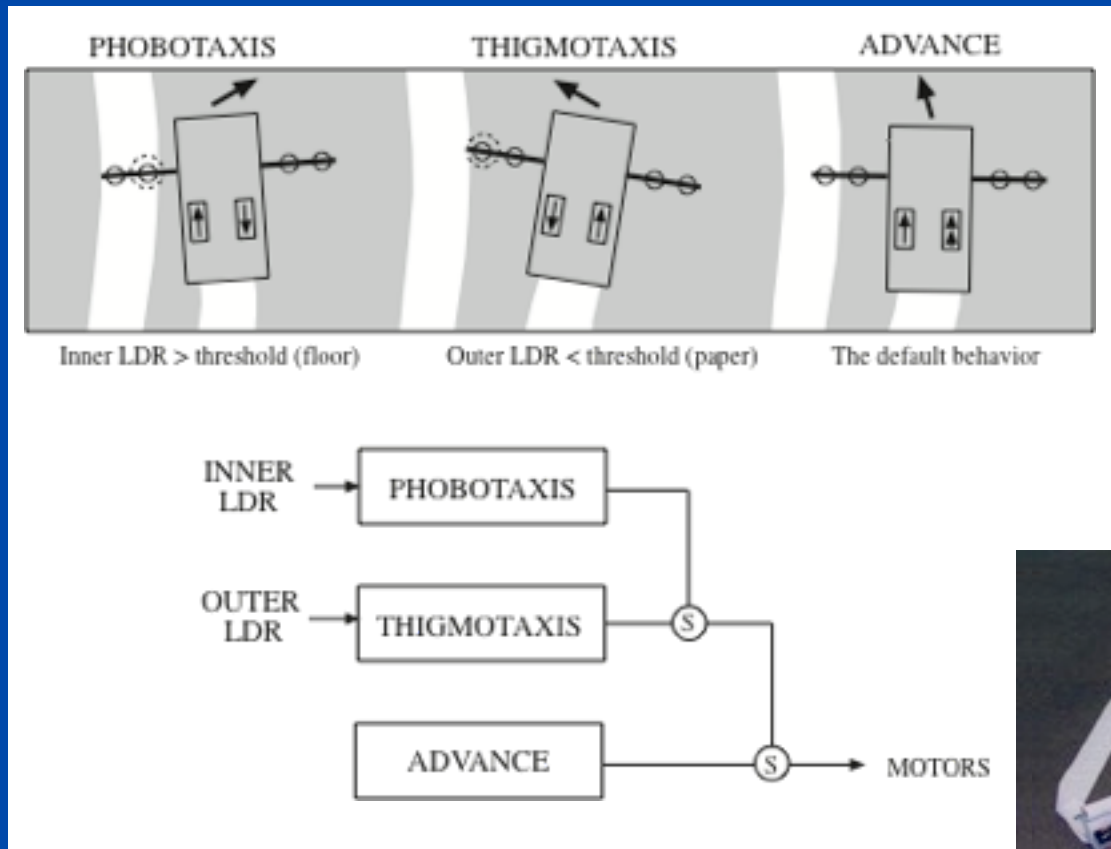 PHOBOTAXIS THIGMOTAXIS ADVANCE
Inner LDR > threshold (floor) Outer LDR < threshold (paper) The default behavior
INNER
LDR
PHOBOTAXIS
OUTER
LDR
THIGMOTAXIS
S
ADVANCE
S
MOTORS